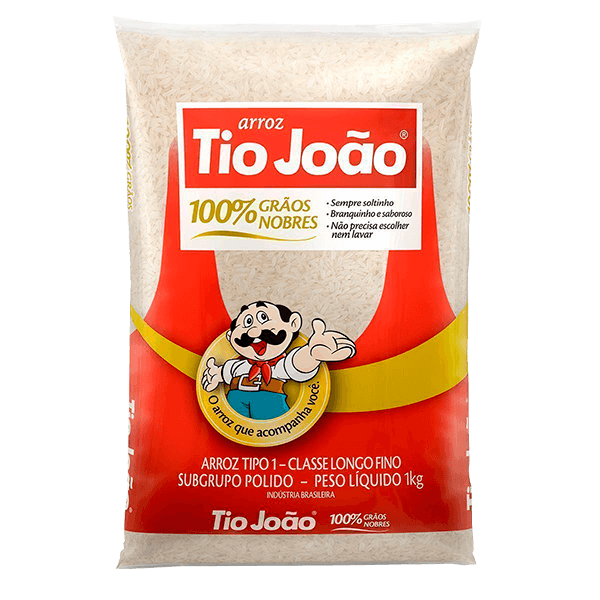 arroz
Tio João®
100% GRÃOS NOBRES
• Sempre soltinho
• Branquinho e saboroso
• Não precisa escolher
nem lavar
O arroz que acompanha você.
ARROZ TIPO 1 – CLASSE LONGO FINO
SUBGRUPO POLIDO – PESO LÍQUIDO 1kg
INDÚSTRIA BRASILEIRA
Tio João® 100% GRÃOS NOBRES